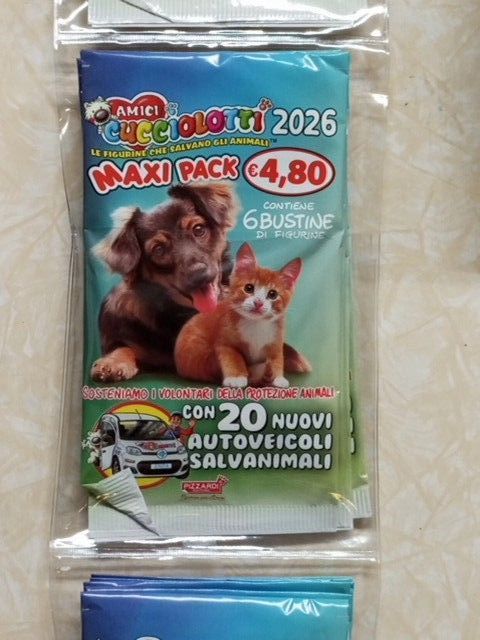 AMICI
CUCCIOLOTTI 2026
LE FIGURINE CHE SALVANO GLI ANIMALI™
MAXI PACK €4,80
CONTIENE
6 BUSTINE
DI FIGURINE
SOSTENIAMO I VOLONTARI DELLA PROTEZIONE ANIMALI
CON 20 NUOVI
AUTOVEICOLI
SALVANIMALI
PIZZARDI